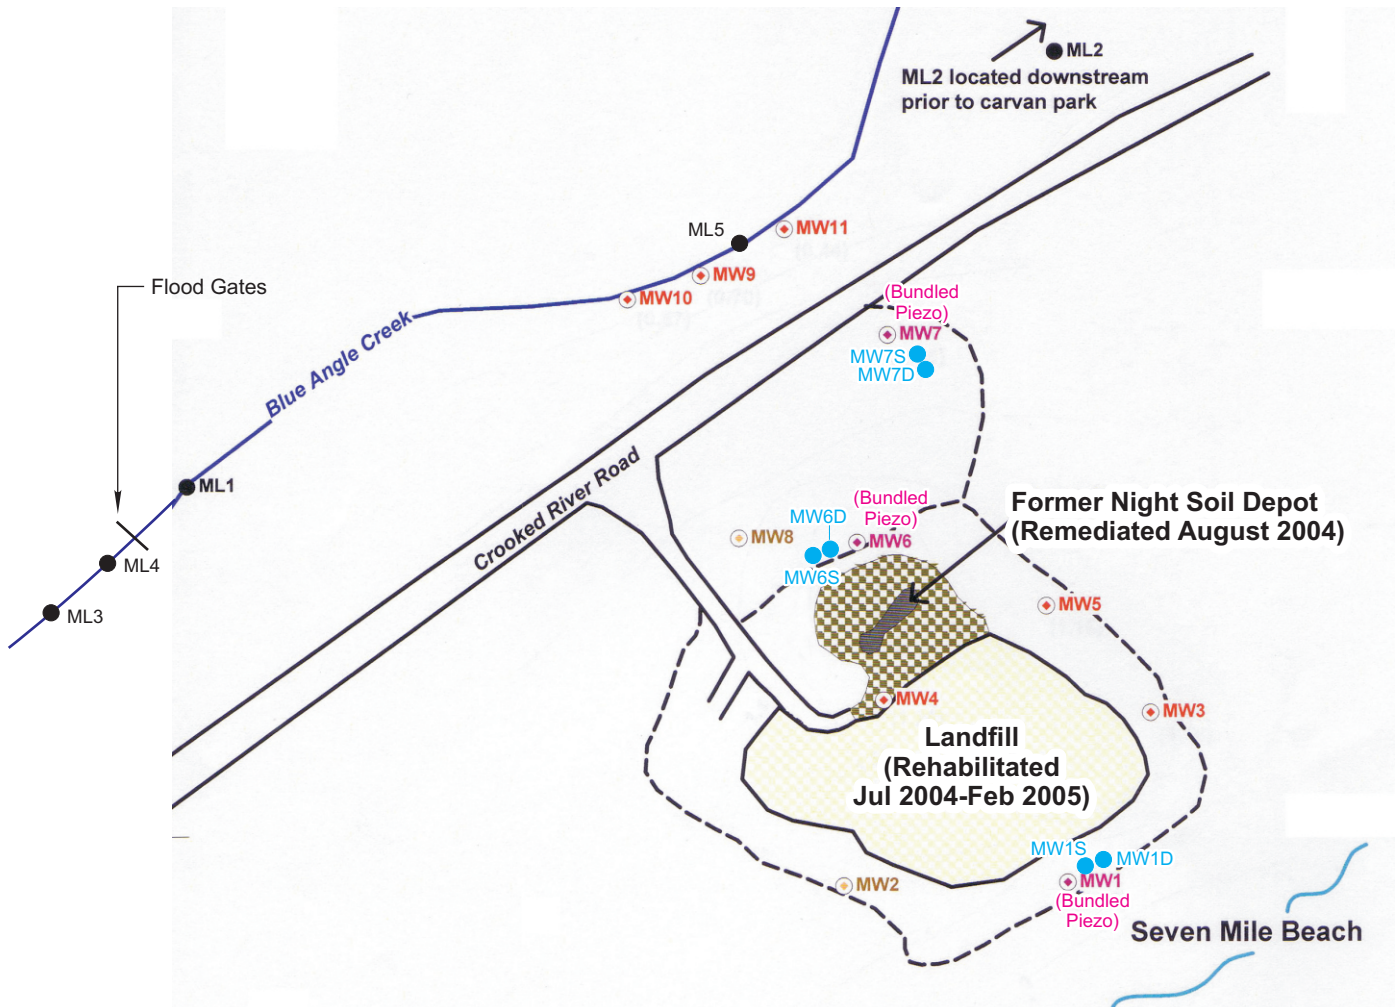 ML2
ML2 located downstream
prior to carvan park
MW11
ML5
MW9
MW10
Flood Gates
Blue Angle Creek
(Bundled
Piezo)
MW7
MW7S
MW7D
ML1
ML4
ML3
Crooked River Road
(Bundled
Piezo)
MW6D
MW6
MW8
MW6S
Former Night Soil Depot
(Remediated August 2004)
MW5
MW4
MW3
Landfill
(Rehabilitated
Jul 2004-Feb 2005)
MW1S
MW1D
MW1
(Bundled
Piezo)
MW2
Seven Mile Beach